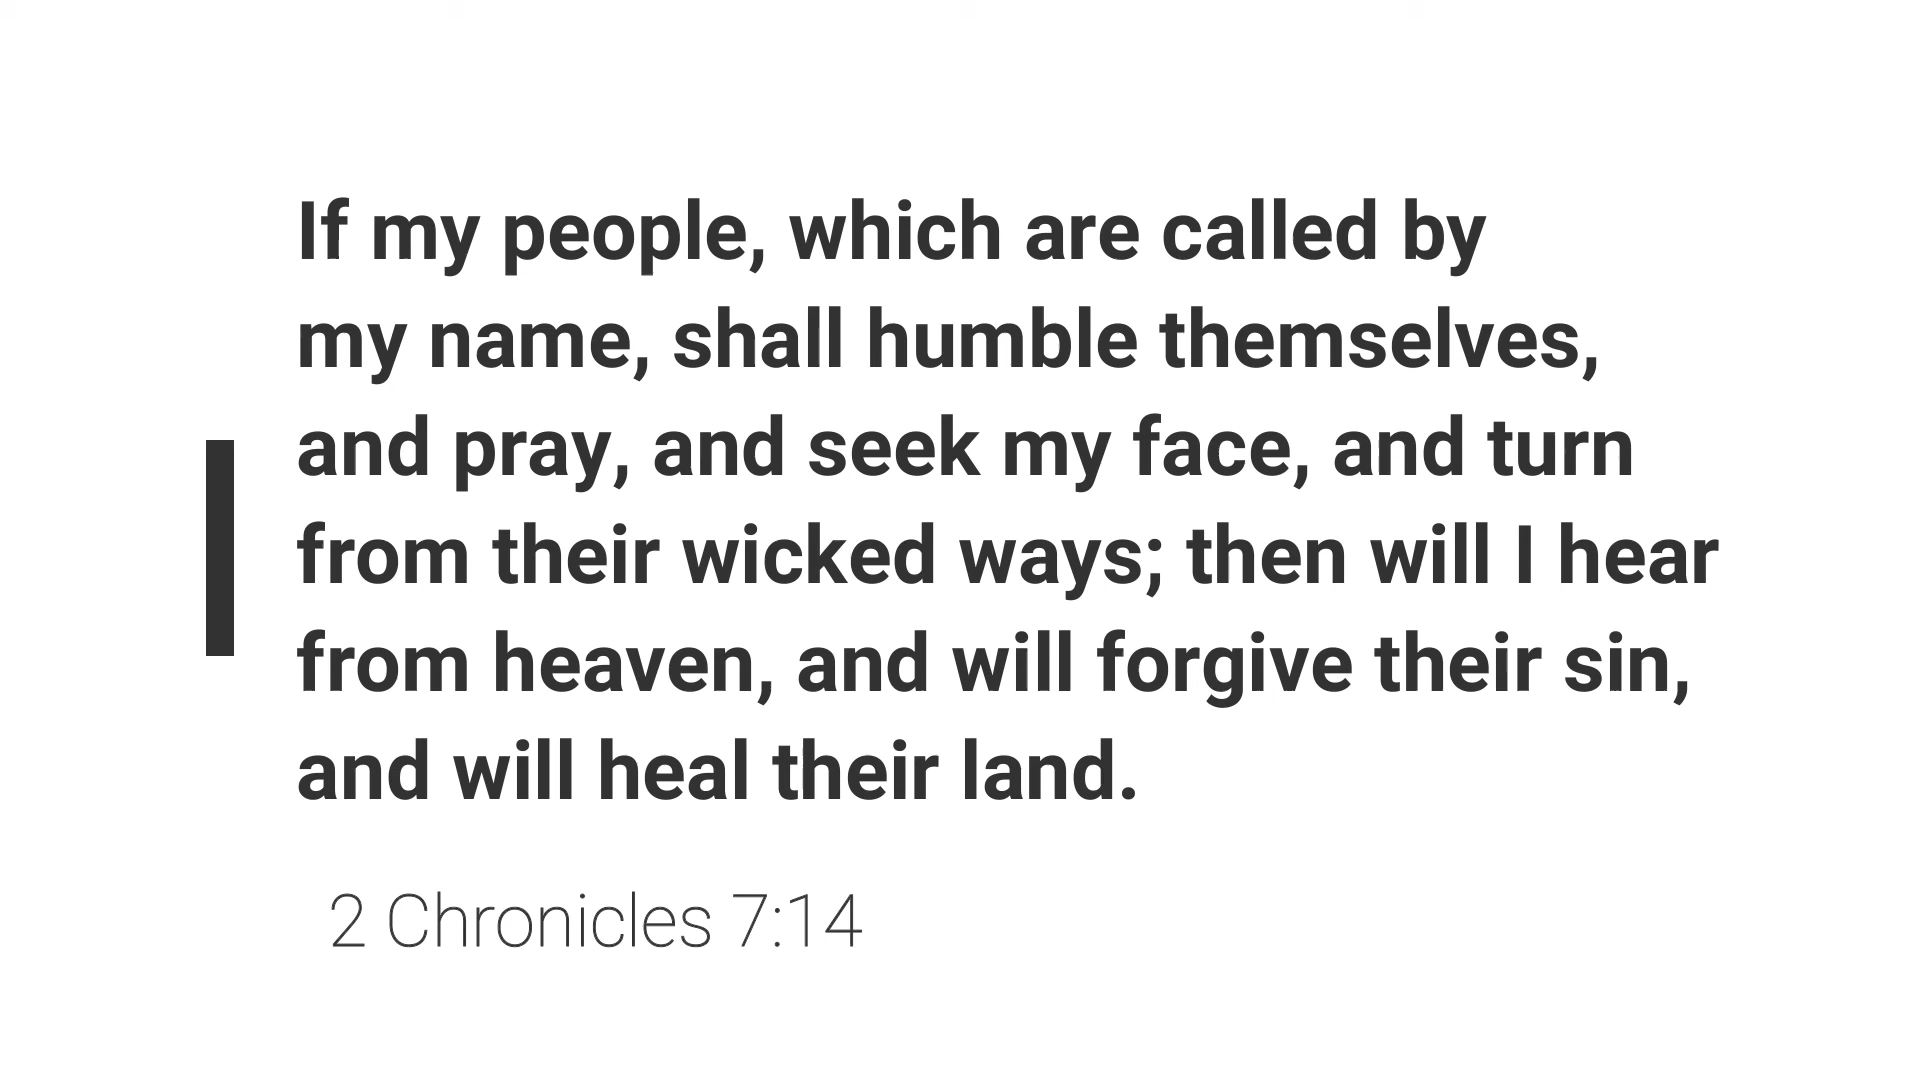 If my people, which are called by
my name, shall humble themselves,
and pray, and seek my face, and turn
from their wicked ways; then will I hear
from heaven, and will forgive their sin,
and will heal their land.
2 Chronicles 7:14